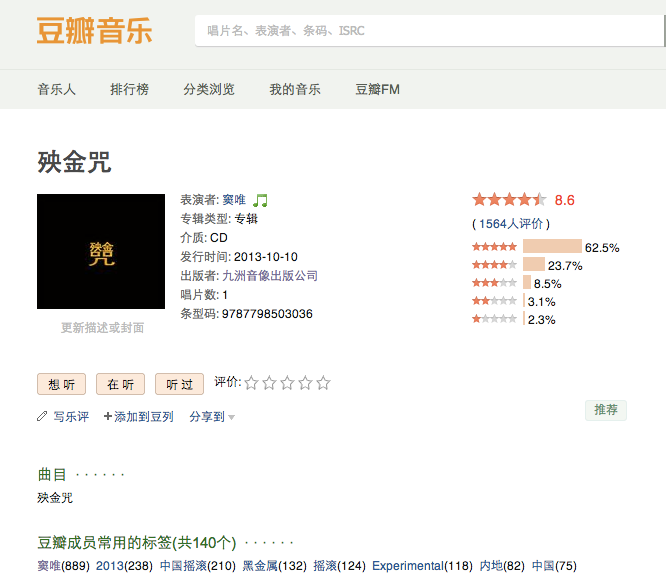 豆瓣音乐
唱片名、表演者、条码、ISRC
音乐人 排行榜 分类浏览 我的音乐 豆瓣FM
殃金咒
表演者: 窦唯
专辑类型: 专辑
介质: CD
发行时间: 2013-10-10
出版者: 九洲音像出版公司
唱片数: 1
条型码: 9787798503036
更新描述或封面
8.6
( 1564人评价 )
62.5%
23.7%
8.5%
3.1%
2.3%
想听 在听 听过 评价:
写乐评 +添加到豆列 分享到
推荐
曲目 · · · · · ·
殃金咒
豆瓣成员常用的标签(共140个) · · · · · ·
窦唯(889) 2013(238) 中国摇滚(210) 黑金属(132) 摇滚(124) Experimental(118) 内地(82) 中国(75)